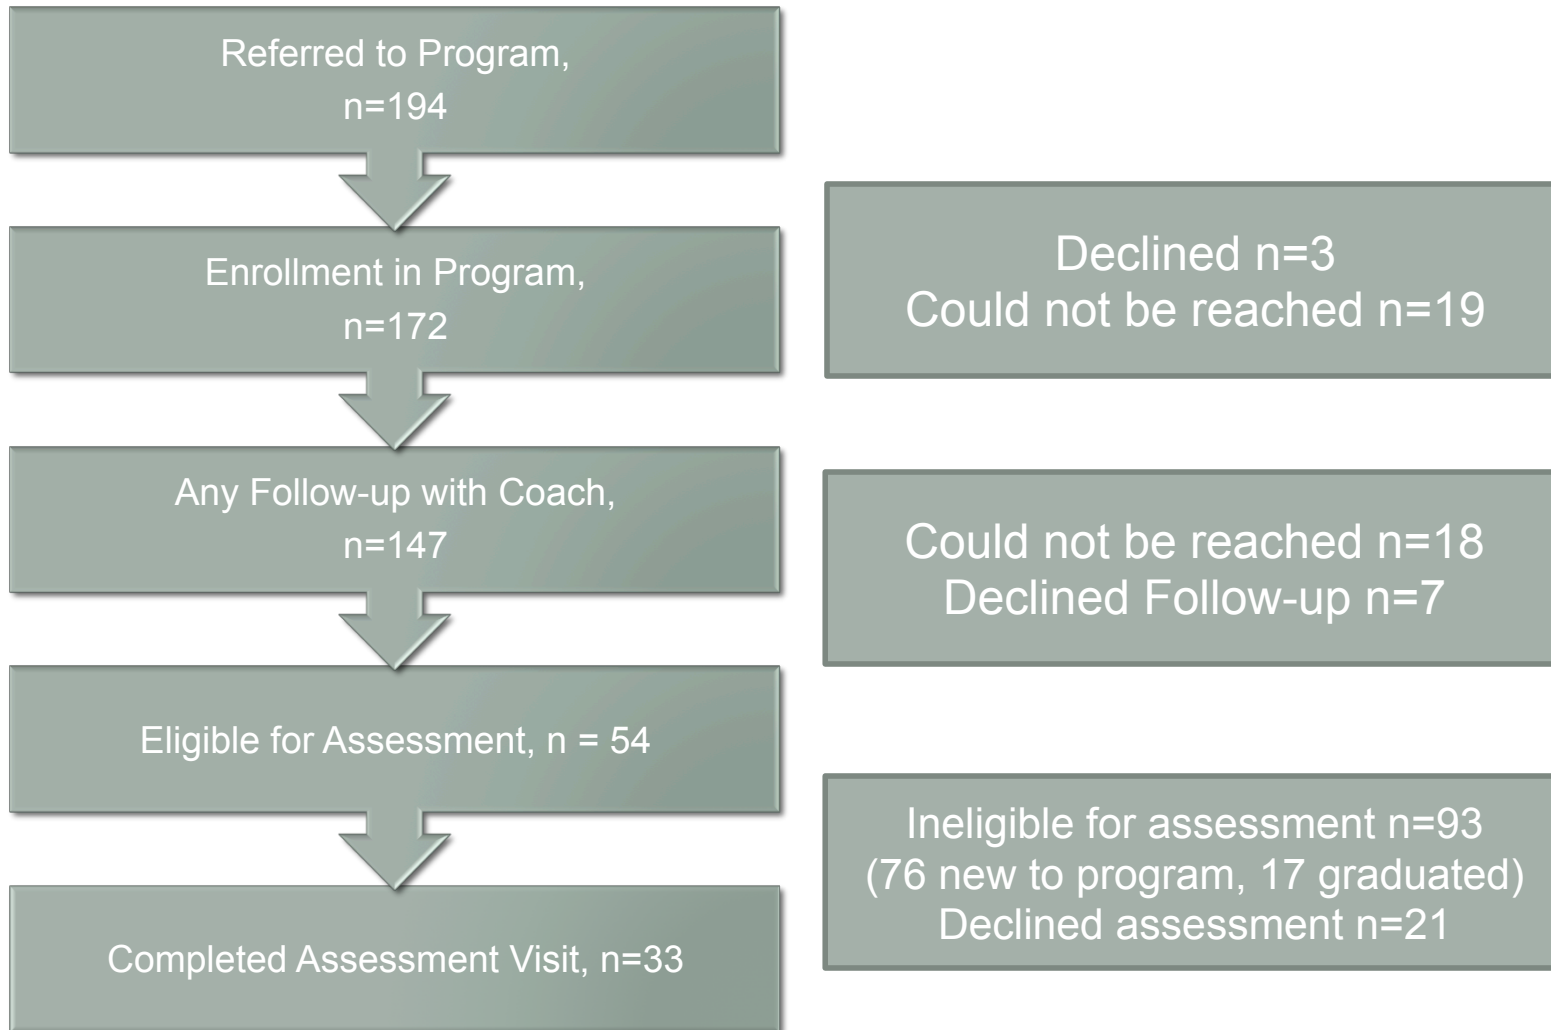 Referred to Program,
n=194
Enrollment in Program,
n=172
Any Follow-up with Coach,
n=147
Eligible for Assessment, n = 54
Completed Assessment Visit, n=33
Declined n=3
Could not be reached n=19
Could not be reached n=18
Declined Follow-up n=7
Ineligible for assessment n=93
(76 new to program, 17 graduated)
Declined assessment n=21